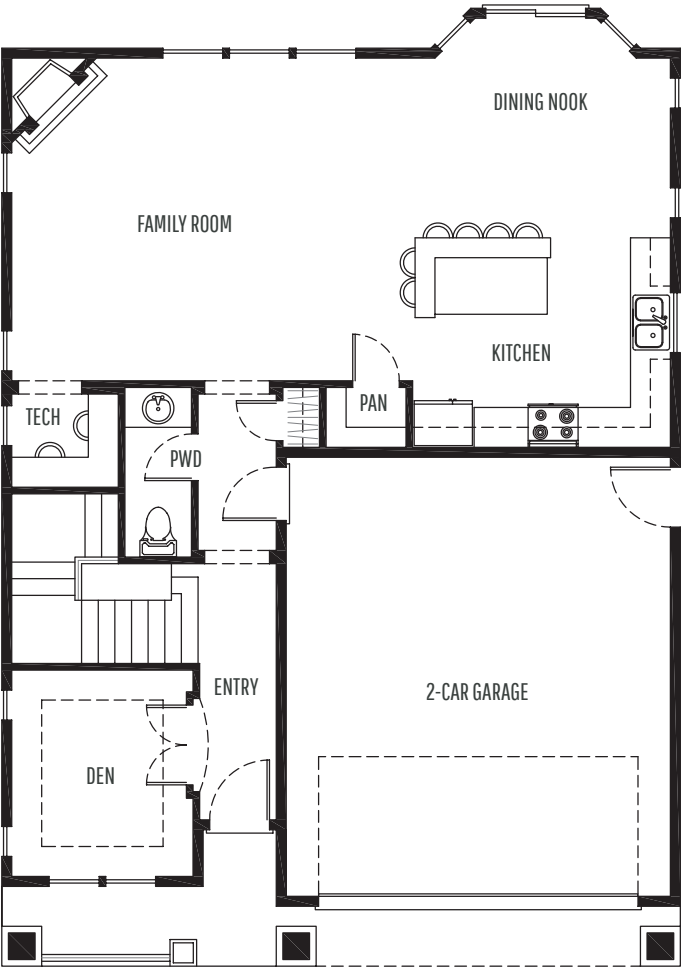 DINING NOOK
FAMILY ROOM
KITCHEN
PAN
TECH
PWD
ENTRY
2-CAR GARAGE
DEN